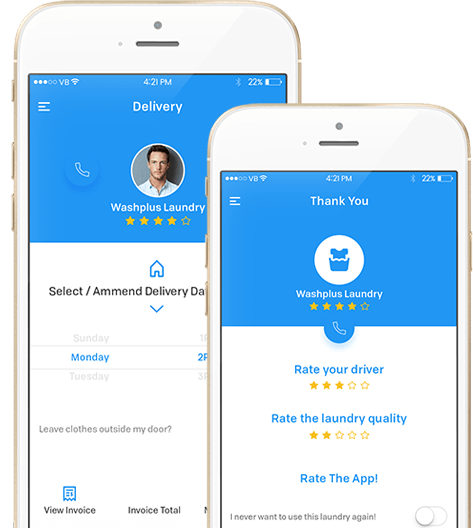 VB 4:21 PM 22%
Delivery
Washplus Laundry
Select / Ammend Delivery Da
Sunday 1P
Monday 2P
Tuesday 3P
Leave clothes outside my door?
View Invoice Invoice Total
VB 4:21 PM 22%
Thank You
Washplus Laundry
Rate your driver
Rate the laundry quality
Rate The App!
I never want to use this laundry again!